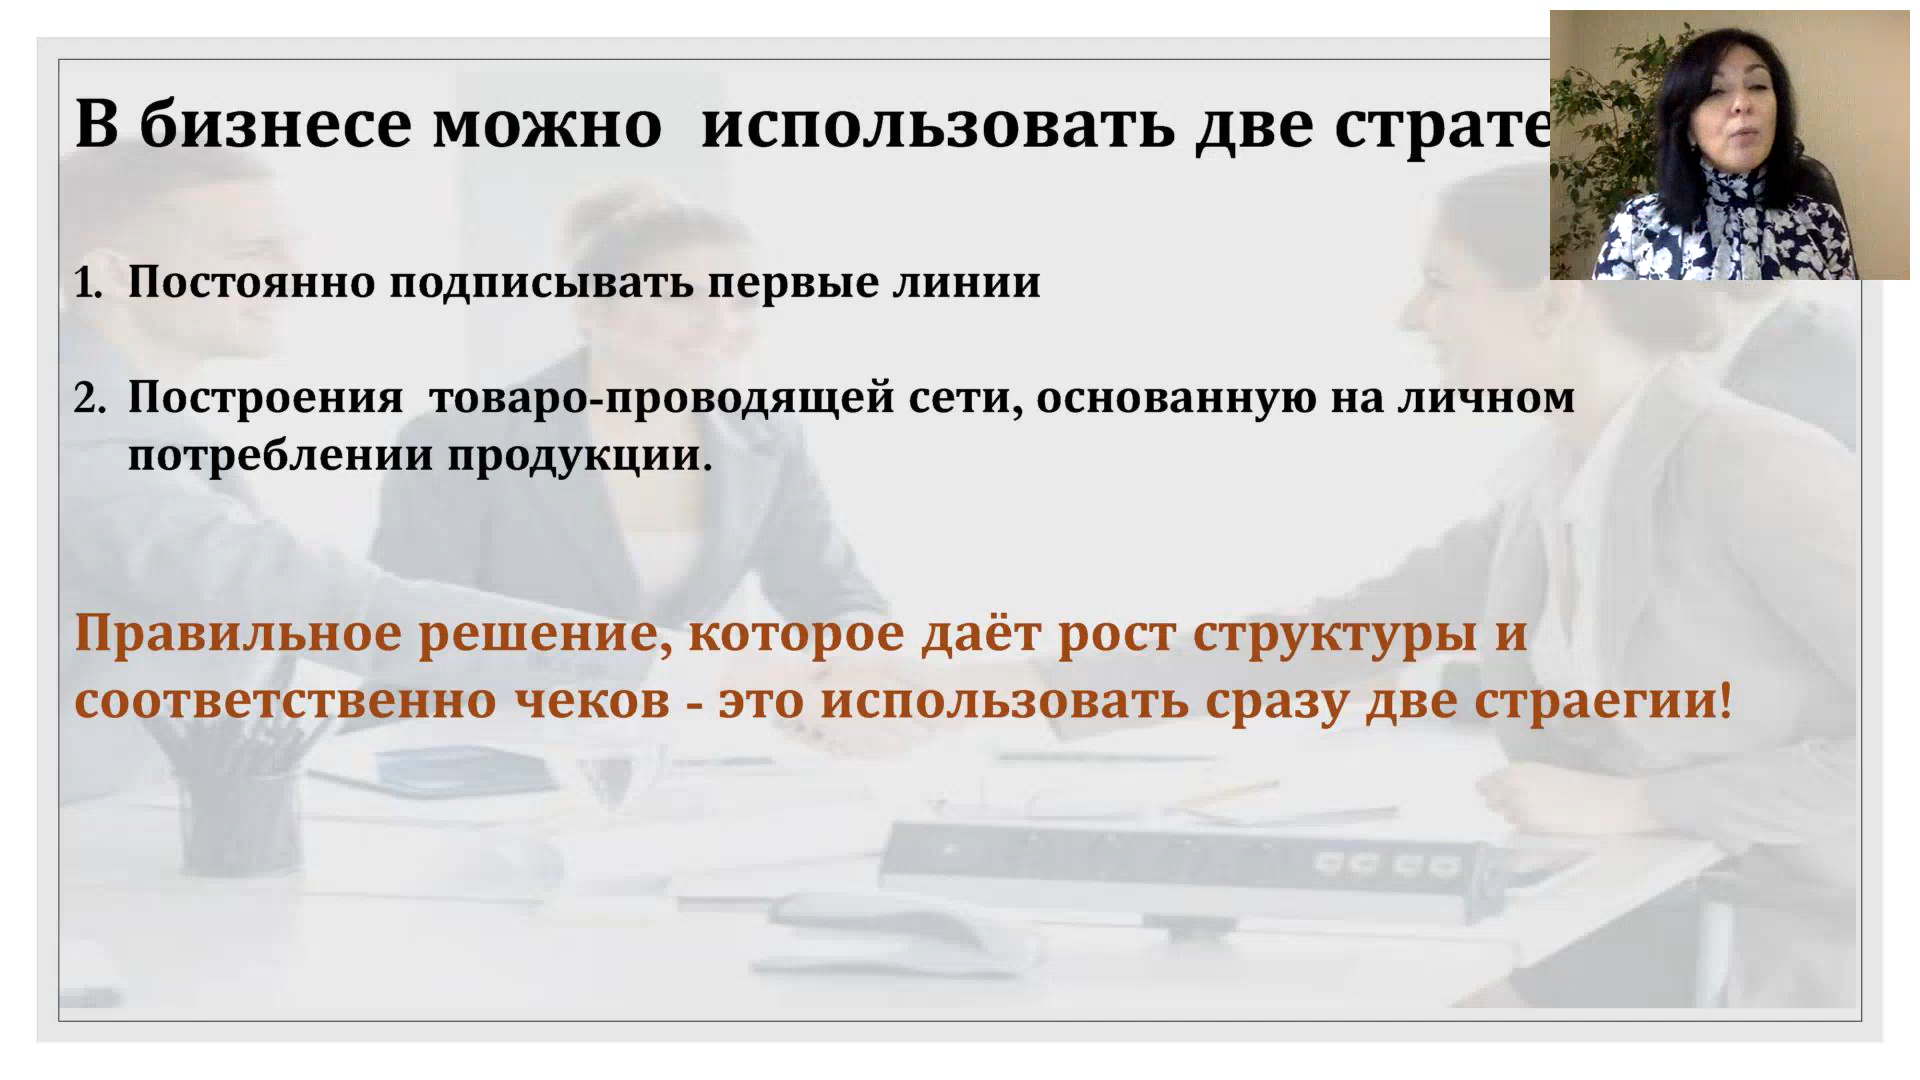 В бизнесе можно  использовать две страте
1. Постоянно подписывать первые линии
2. Построения  товаро-проводящей сети, основанную на личном
потреблении продукции.
Правильное решение, которое даёт рост структуры и
соответственно чеков - это использовать сразу две страегии!